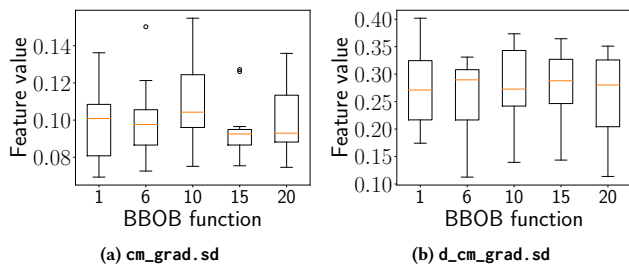 Feature value
0.14
0.12
0.10
0.08
1 6 10 15 20
BBOB function
(a) cm_grad.sd
Feature value
0.40
0.35
0.30
0.25
0.20
0.15
0.10
1 6 10 15 20
BBOB function
(b) d_cm_grad.sd